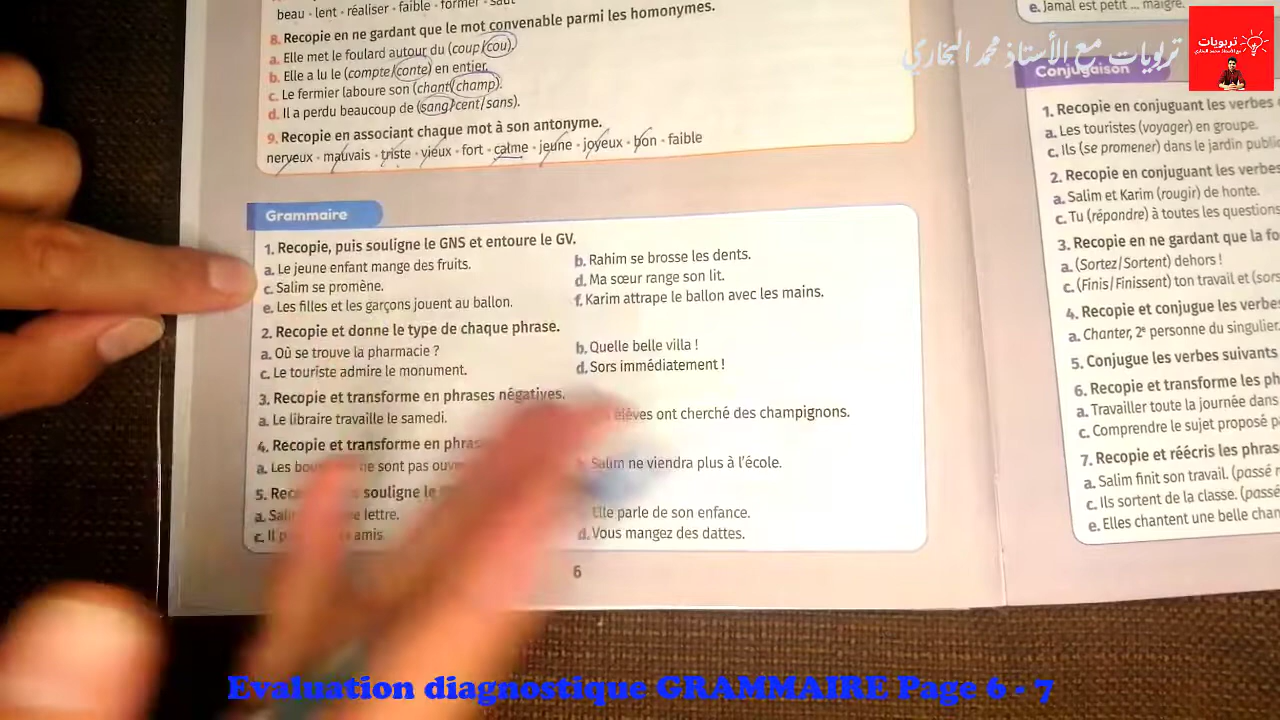 beau · lent · réaliser · faible · former · saut
8. Recopie en ne gardant que le mot convenable parmi les homonymes.
a. Elle met le foulard autour du (coup/cou).
b. Elle a lu le (compte/conte) en entier.
c. Le fermier laboure son (chant/champ).
d. Il a perdu beaucoup de (sang/cent/sans).
9. Recopie en associant chaque mot à son antonyme.
nerveux · mauvais · triste · vieux · fort · calme · jeune · joyeux · bon · faible
Grammaire
1. Recopie, puis souligne le GNS et entoure le GV.
a. Le jeune enfant mange des fruits.
b. Rahim se brosse les dents.
c. Salim se promène.
d. Ma sœur range son lit.
e. Les filles et les garçons jouent au ballon.
f. Karim attrape le ballon avec les mains.
2. Recopie et donne le type de chaque phrase.
a. Où se trouve la pharmacie ?
b. Quelle belle villa !
c. Le touriste admire le monument.
d. Sors immédiatement !
3. Recopie et transforme en phrases négatives.
a. Le libraire travaille le samedi.
élèves ont cherché des champignons.
4. Recopie et transforme en
a. Les ne sont pas
Salim ne viendra plus à l'école.
5. souligne le
a. lettre.
Elle parle de son enfance.
c. Il amis
d. Vous mangez des dattes.
6
e. Jamal est petit ... maigre.
تربويات مع الأستاذ محمد البخاري
تربويات
Conjugaison
1. Recopie en conjuguant les verbes
a. Les touristes (voyager) en groupe.
c. Ils (se promener) dans le jardin
2. Recopie en conjuguant les verbes
a. Salim et Karim (rougir) de honte.
c. Tu (répondre) à toutes les questions
3. Recopie en ne gardant que la
a. (Sortez/Sortent) dehors !
c. (Finis/Finissent) ton travail et
4. Recopie et conjugue les
a. Chanter, 2e personne du singulier.
5. Conjugue les verbes suivants
6. Recopie et transforme les
a. Travailler toute la journée dans
c. Comprendre le sujet proposé
7. Recopie et réécris les
a. Salim finit son travail. (passé
c. Ils sortent de la classe.
e. Elles chantent une belle
Evaluation diagnostique GRAMMAIRE Page 6 - 7